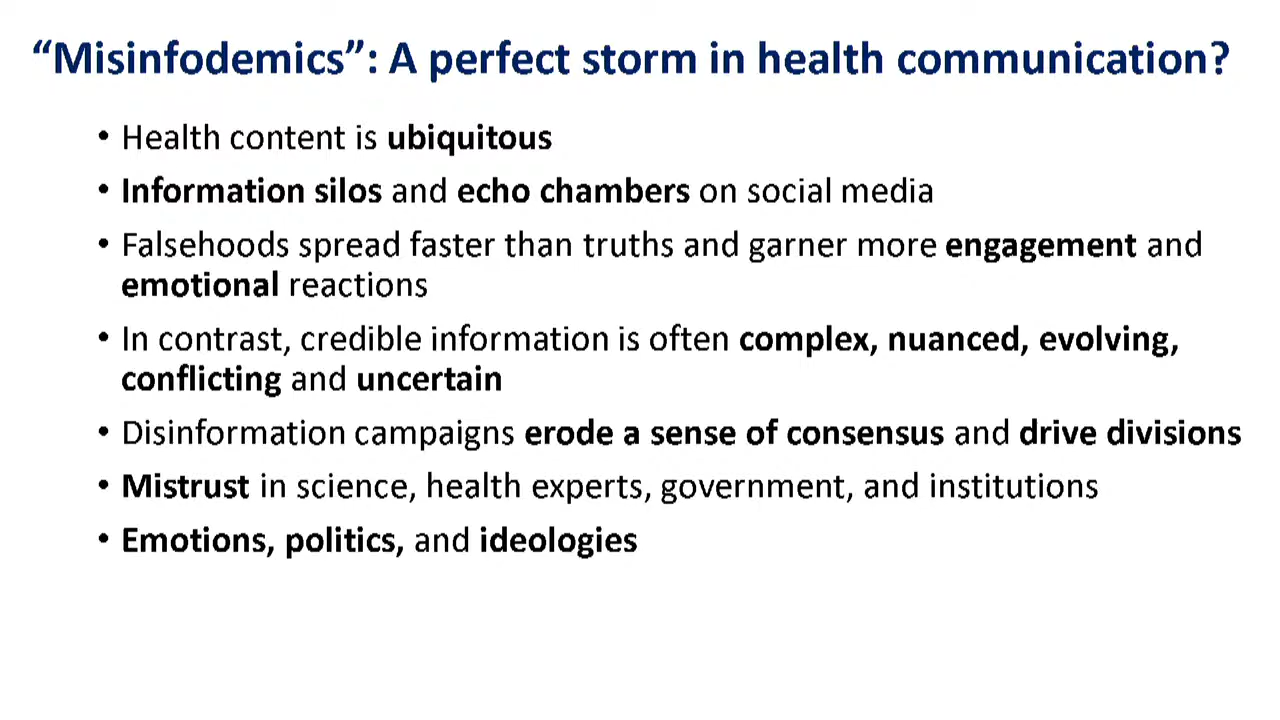 “Misinfodemics”: A perfect storm in health communication?
• Health content is ubiquitous
• Information silos and echo chambers on social media
• Falsehoods spread faster than truths and garner more engagement and
emotional reactions
• In contrast, credible information is often complex, nuanced, evolving,
conflicting and uncertain
• Disinformation campaigns erode a sense of consensus and drive divisions
• Mistrust in science, health experts, government, and institutions
• Emotions, politics, and ideologies